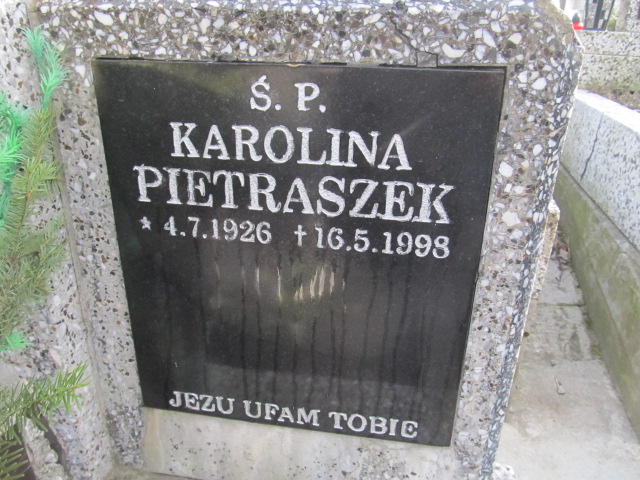 Ś. P.
KAROLINA
PIETRASZEK
* 4.7.1926 † 16.5.1998
JEZU UFAM TOBIE